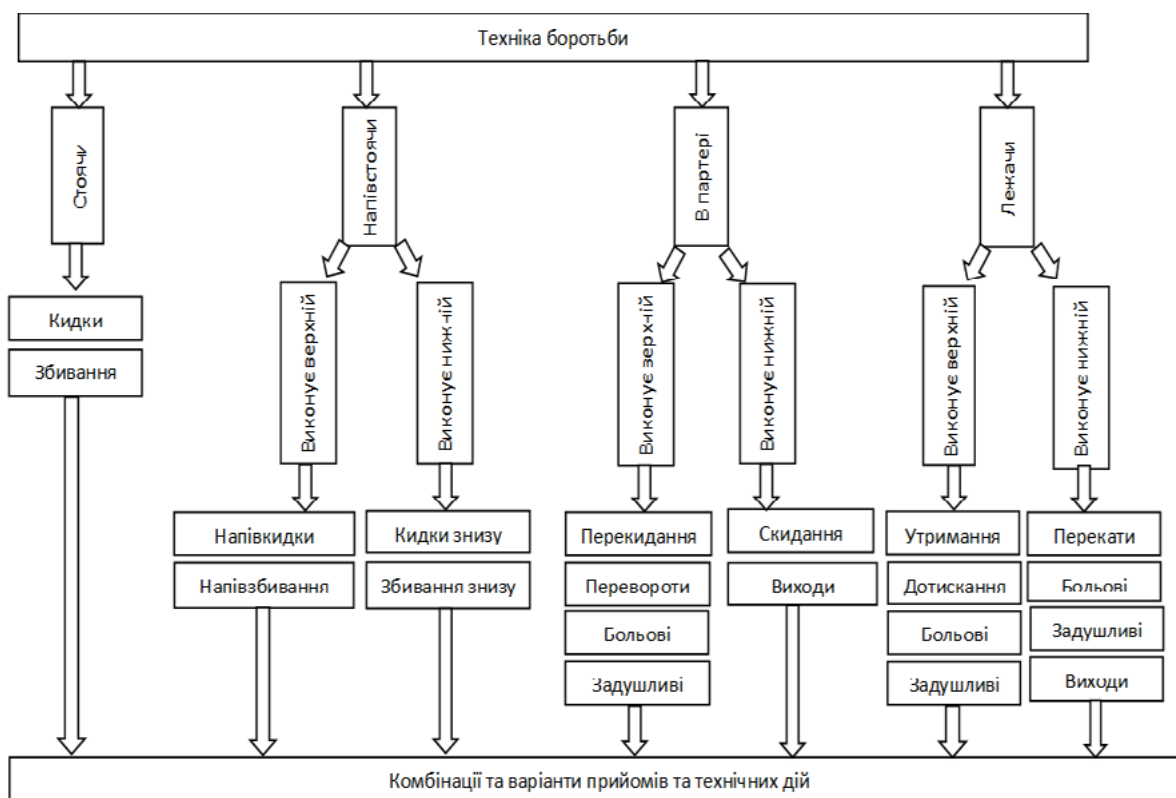 Техніка боротьби
Стоячи
Напівстоячи
В партері
Лежачи
Кидки
Збивання
Виконує верхній
Виконує нижній
Виконує зерхній
Виконує нижній
Виконує верхній
Виконує нижній
Напівкидки
Кидки знизу
Перекидання
Скидання
Утримання
Перекати
Напівзбивання
Збивання знизу
Перевороти
Виходи
Дотискання
Больові
Больові
Больові
Задушливі
Задушливі
Задушливі
Виходи
Комбінації та варіанти прийомів та технічних дій